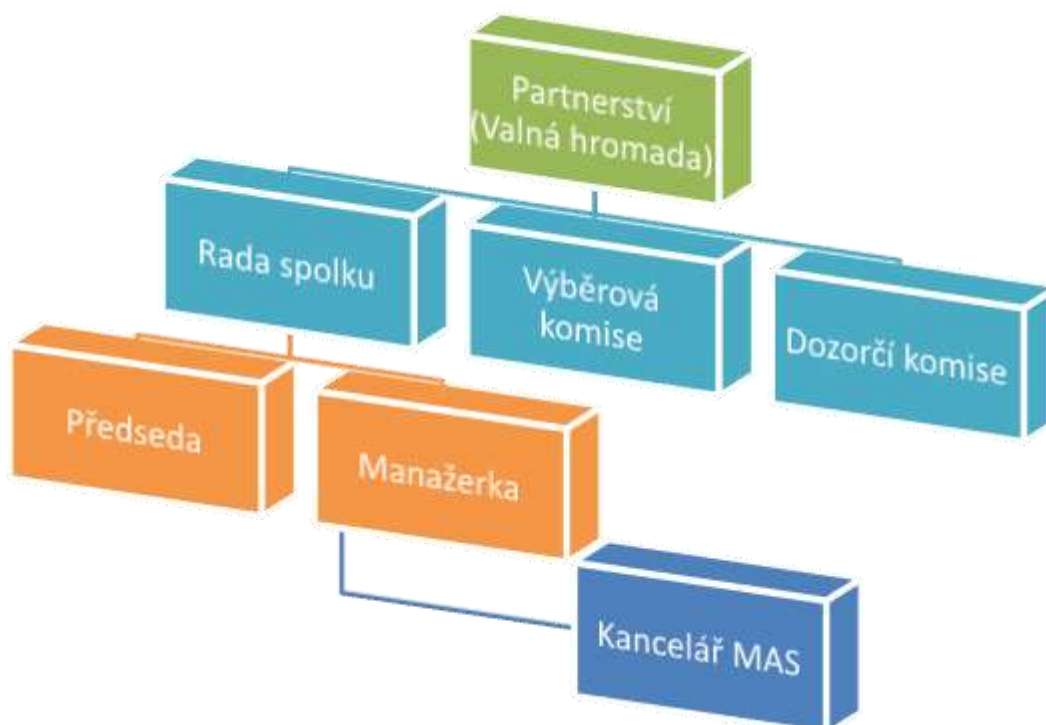 Partnerství
(Valná hromada)
Rada spolku
Výběrová
komise
Dozorčí komise
Předseda
Manažerka
Kancelář MAS